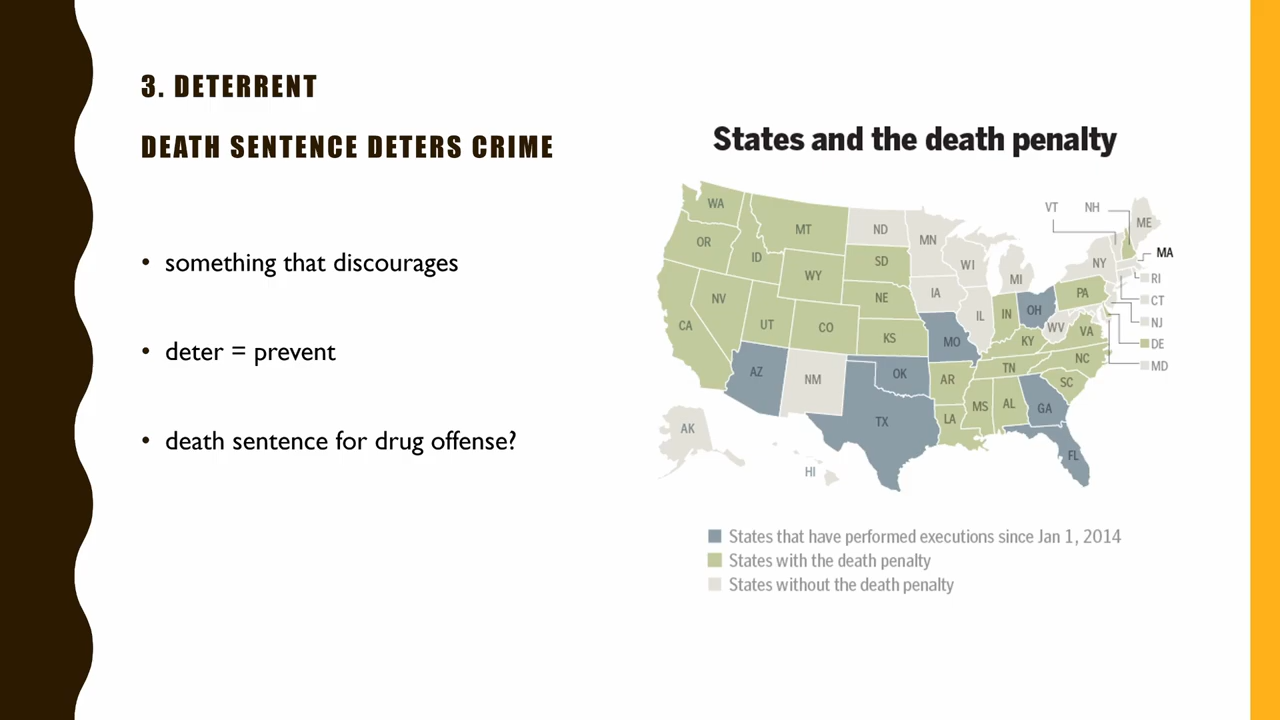 3. DETERRENT
DEATH SENTENCE DETERS CRIME
• something that discourages
• deter = prevent
• death sentence for drug offense?
States and the death penalty
WA
MT
ND
MN
VT
NH
ME
OR
ID
WY
SD
WI
MI
NY
MA
RI
CT
NJ
DE
MD
NV
CA
UT
CO
NE
KS
IA
IL
IN
OH
PA
WV
VA
KY
MO
NC
TN
SC
AZ
NM
OK
AR
TX
LA
MS
AL
GA
FL
AK
HI
States that have performed executions since Jan 1, 2014
States with the death penalty
States without the death penalty